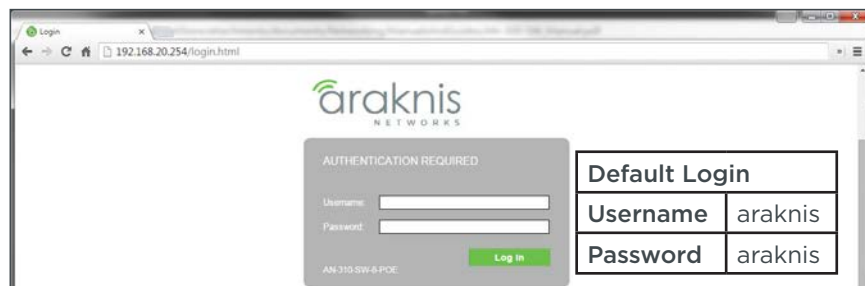 Login
192.168.20.254/login.html
araknis
NETWORKS
AUTHENTICATION REQUIRED
Username:
Password:
Log In
AN-310-SW-8-POE
Default Login
Username araknis
Password araknis